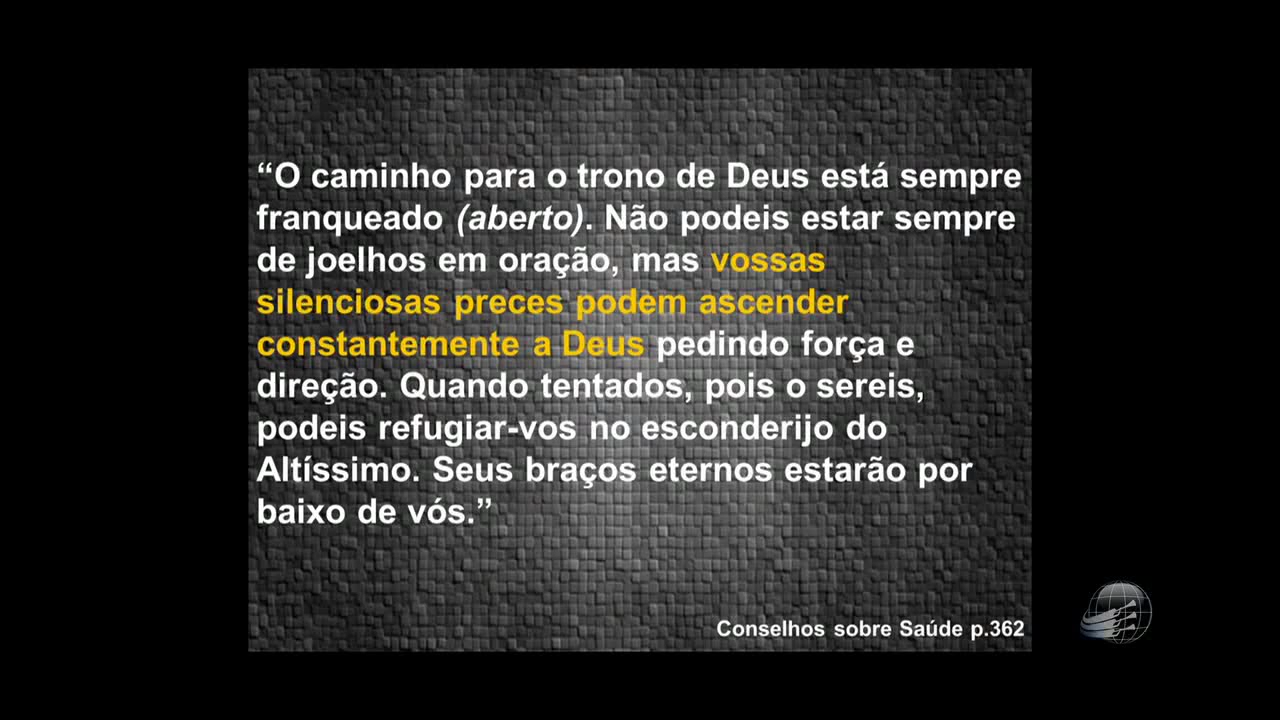 “O caminho para o trono de Deus está sempre
franqueado (aberto). Não podeis estar sempre
de joelhos em oração, mas vossas
silenciosas preces podem ascender
constantemente a Deus pedindo força e
direção. Quando tentados, pois o sereis,
podeis refugiar-vos no esconderijo do
Altíssimo. Seus braços eternos estarão por
baixo de vós.”
Conselhos sobre Saúde p.362